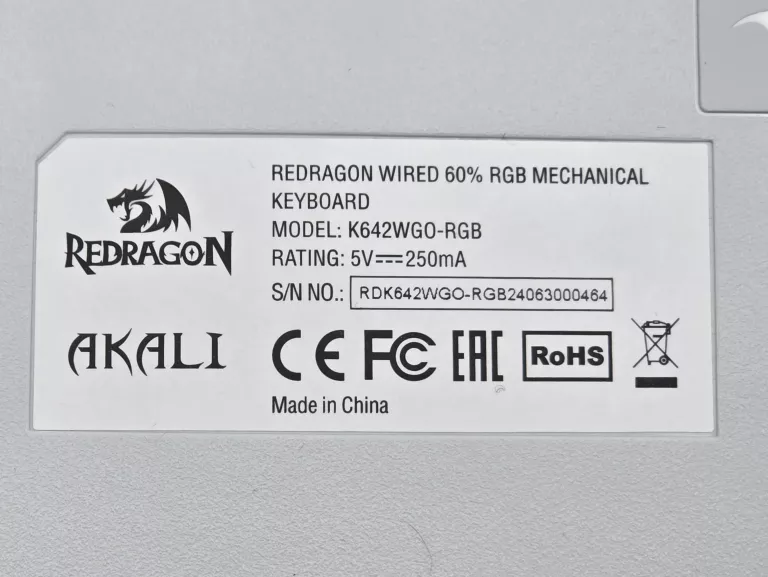 REDRAGON
AKALI
REDRAGON WIRED 60% RGB MECHANICAL
KEYBOARD
MODEL: K642WGO-RGB
RATING: 5V⎓250mA
S/N NO.: RDK642WGO-RGB24063000464
CE FC EAC RoHS
Made in China